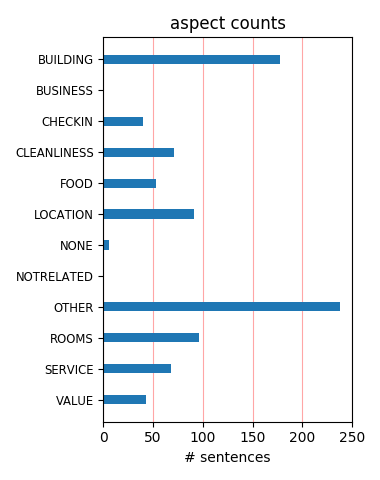 aspect counts
BUILDING
BUSINESS
CHECKIN
CLEANLINESS
FOOD
LOCATION
NONE
NOTRELATED
OTHER
ROOMS
SERVICE
VALUE
0 50 100 150 200 250
# sentences